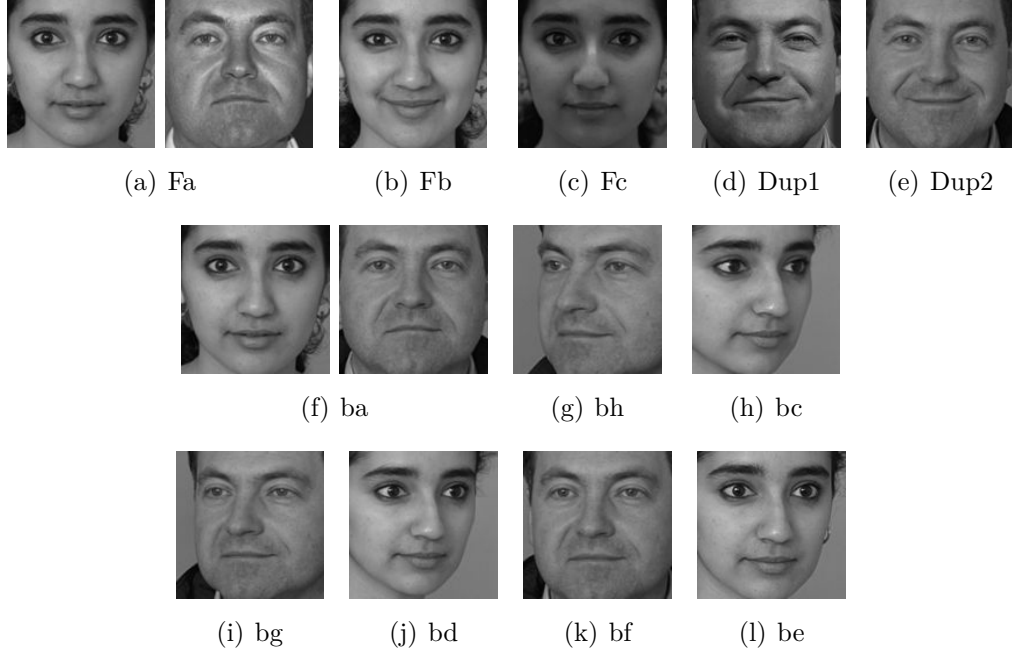 (a) Fa (b) Fb (c) Fc (d) Dup1 (e) Dup2
(f) ba (g) bh (h) bc
(i) bg (j) bd (k) bf (l) be